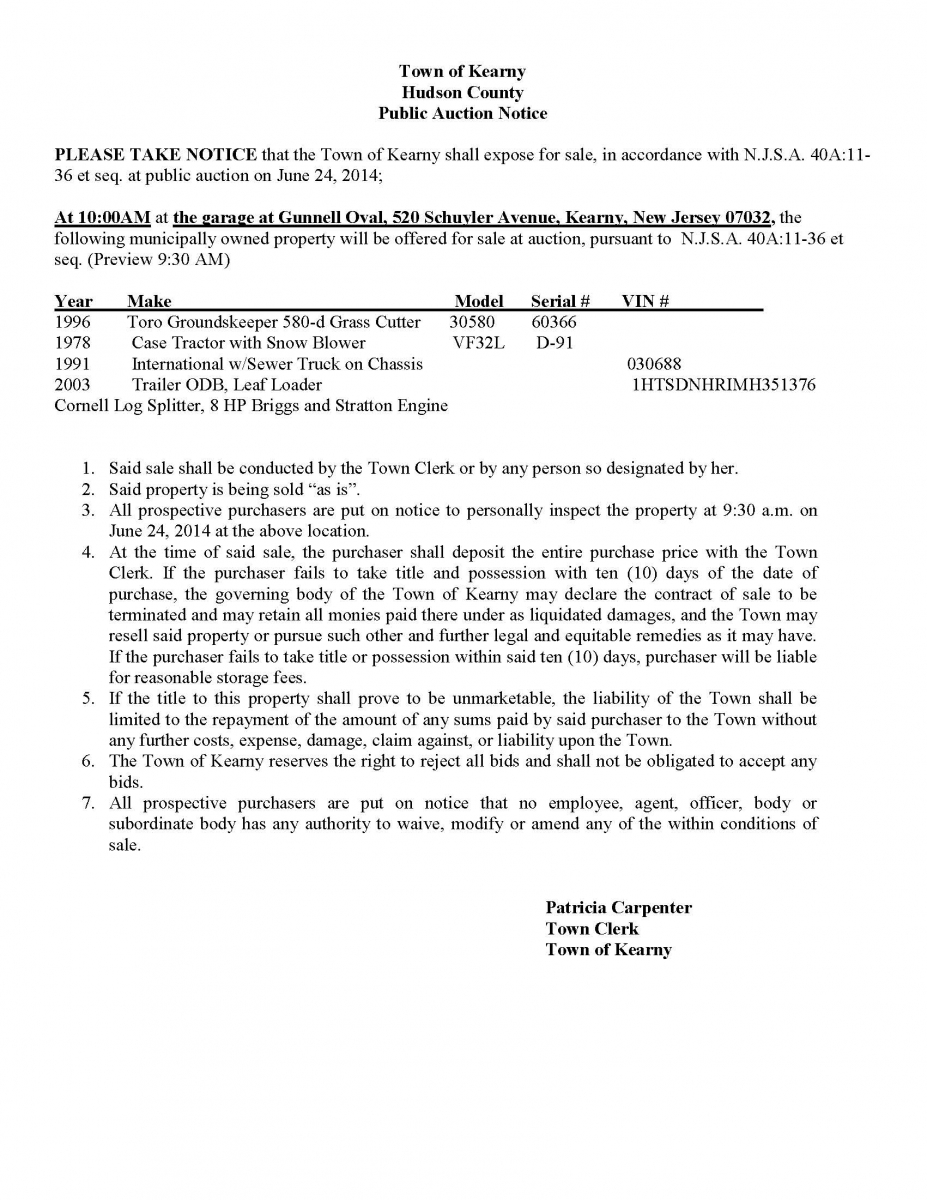 Town of Kearny
Hudson County
Public Auction Notice
PLEASE TAKE NOTICE that the Town of Kearny shall expose for sale, in accordance with N.J.S.A. 40A:11-
36 et seq. at public auction on June 24, 2014;
At 10:00AM at the garage at Gunnell Oval, 520 Schuyler Avenue, Kearny, New Jersey 07032, the
following municipally owned property will be offered for sale at auction, pursuant to N.J.S.A. 40A:11-36 et
seq. (Preview 9:30 AM)
Year Make Model Serial # VIN #
1996 Toro Groundskeeper 580-d Grass Cutter 30580 60366
1978 Case Tractor with Snow Blower VF32L D-91
1991 International w/Sewer Truck on Chassis 030688
2003 Trailer ODB, Leaf Loader 1HTSDNHRIMH351376
Cornell Log Splitter, 8 HP Briggs and Stratton Engine
1. Said sale shall be conducted by the Town Clerk or by any person so designated by her.
2. Said property is being sold “as is”.
3. All prospective purchasers are put on notice to personally inspect the property at 9:30 a.m. on
June 24, 2014 at the above location.
4. At the time of said sale, the purchaser shall deposit the entire purchase price with the Town
Clerk. If the purchaser fails to take title and possession with ten (10) days of the date of
purchase, the governing body of the Town of Kearny may declare the contract of sale to be
terminated and may retain all monies paid there under as liquidated damages, and the Town may
resell said property or pursue such other and further legal and equitable remedies as it may have.
If the purchaser fails to take title or possession within said ten (10) days, purchaser will be liable
for reasonable storage fees.
5. If the title to this property shall prove to be unmarketable, the liability of the Town shall be
limited to the repayment of the amount of any sums paid by said purchaser to the Town without
any further costs, expense, damage, claim against, or liability upon the Town.
6. The Town of Kearny reserves the right to reject all bids and shall not be obligated to accept any
bids.
7. All prospective purchasers are put on notice that no employee, agent, officer, body or
subordinate body has any authority to waive, modify or amend any of the within conditions of
sale.
Patricia Carpenter
Town Clerk
Town of Kearny